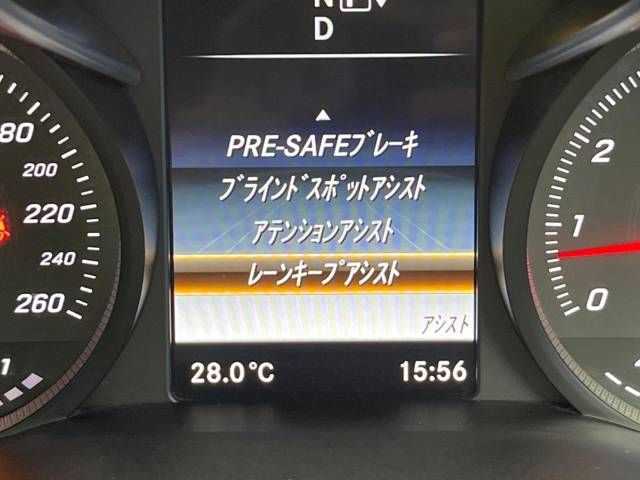 N
D
PRE-SAFEブレーキ
ブラインドスポットアシスト
アテンションアシスト
レーンキープアシスト
アシスト
28.0°C
15:56
200
220
240
260
2
1
0
1